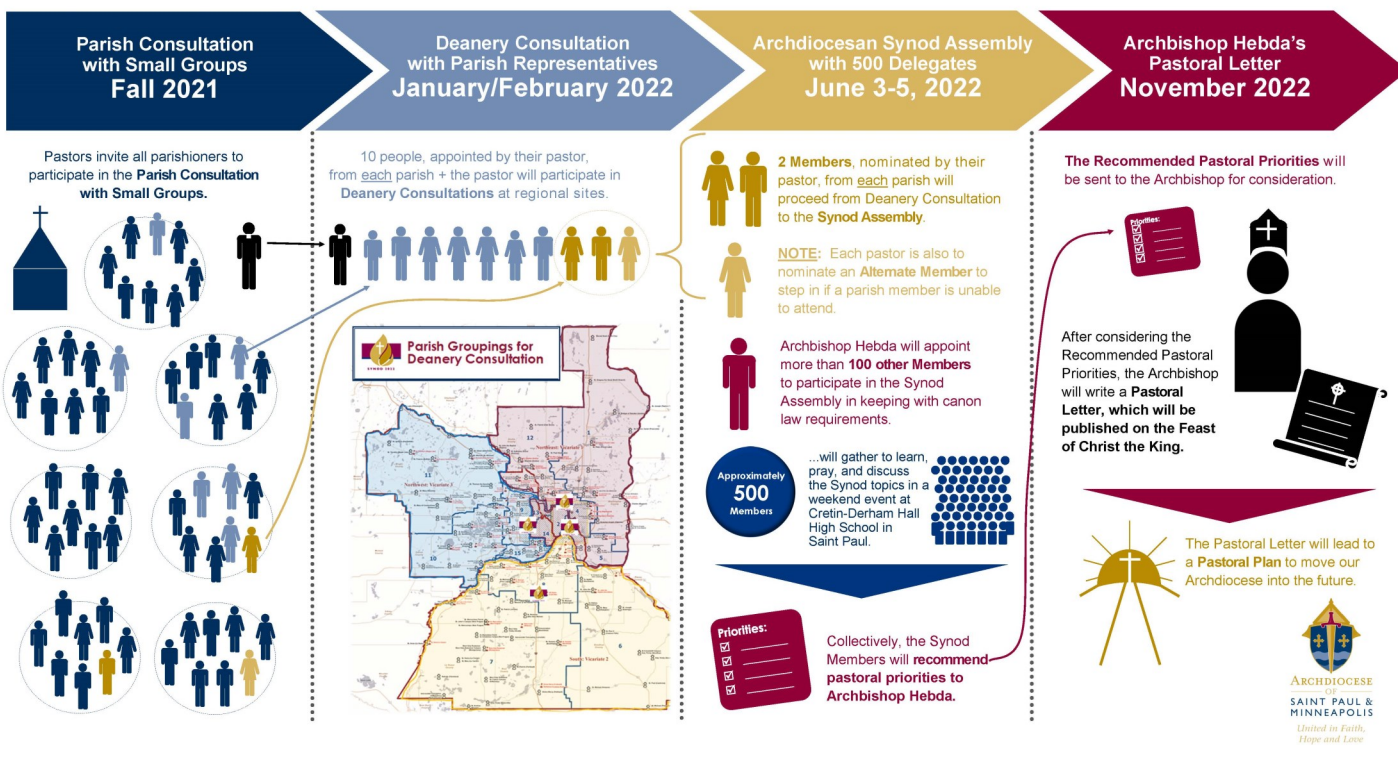 Parish Consultation
with Small Groups
Fall 2021
Deanery Consultation
with Parish Representatives
January/February 2022
Archdiocesan Synod Assembly
with 500 Delegates
June 3-5, 2022
Archbishop Hebda's
Pastoral Letter
November 2022
Pastors invite all parishioners to
participate in the Parish Consultation
with Small Groups.
10 people, appointed by their pastor,
from each parish + the pastor will participate in
Deanery Consultations at regional sites.
Parish Groupings for
Deanery Consultation
SYNOD 2022
12
Northwest Vicariate 3
11
10
15
7
6
South Vicariate 2
2 Members, nominated by their
pastor, from each parish will
proceed from Deanery Consultation
to the Synod Assembly.
NOTE: Each pastor is also to
nominate an Alternate Member to
step in if a parish member is unable
to attend.
Archbishop Hebda will appoint
more than 100 other Members
to participate in the Synod
Assembly in keeping with canon
law requirements.
Approximately
500
Members
...will gather to learn,
pray, and discuss
the Synod topics in a
weekend event at
Cretin-Derham Hall
High School in
Saint Paul.
Priorities:
Collectively, the Synod
Members will recommend
pastoral priorities to
Archbishop Hebda.
The Recommended Pastoral Priorities will
be sent to the Archbishop for consideration.
Priorities:
After considering the
Recommended Pastoral
Priorities, the Archbishop
will write a Pastoral
Letter, which will be
published on the Feast
of Christ the King.
The Pastoral Letter will lead to
a Pastoral Plan to move our
Archdiocese into the future.
ARCHDIOCESE
OF
SAINT PAUL &
MINNEAPOLIS
United in Faith,
Hope and Love